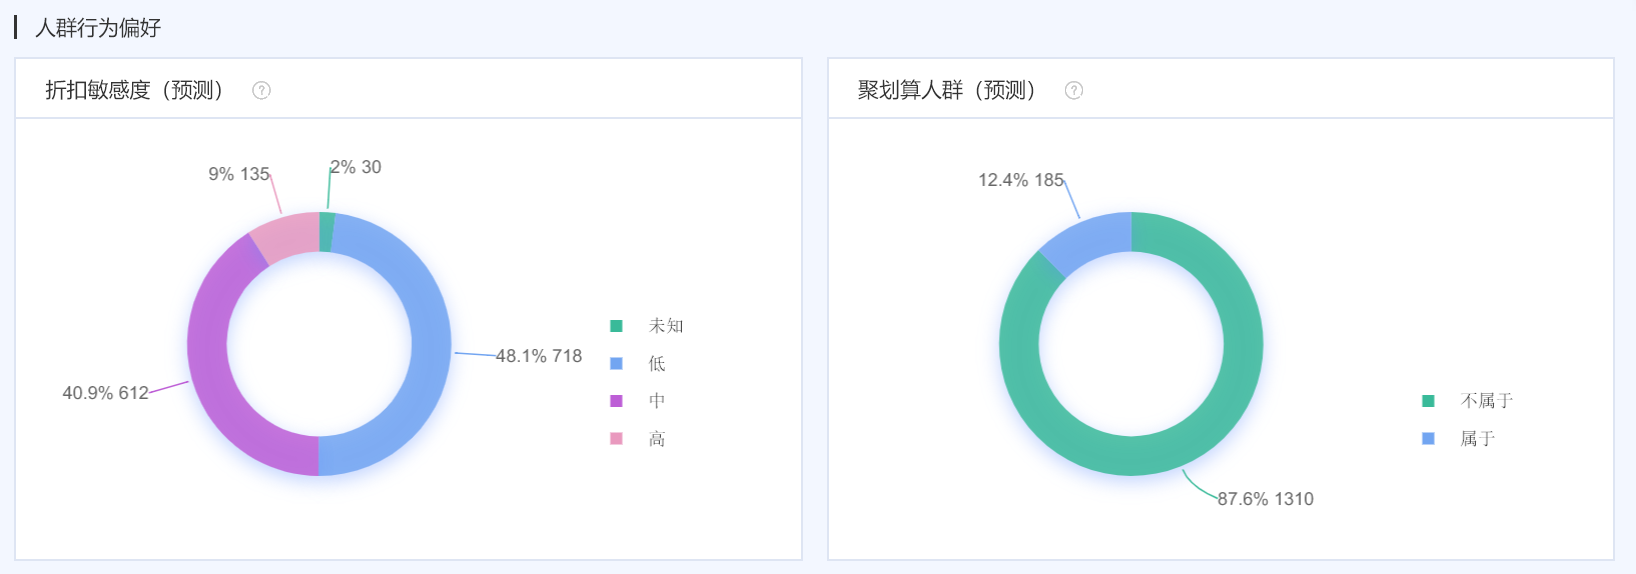 人群行为偏好
折扣敏感度（预测） ?
9% 135
2% 30
48.1% 718
40.9% 612
未知
低
中
高
聚划算人群（预测） ?
12.4% 185
87.6% 1310
不属于
属于